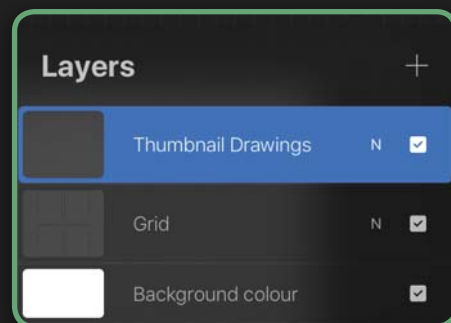 Layers
Thumbnail Drawings N
Grid N
Background colour